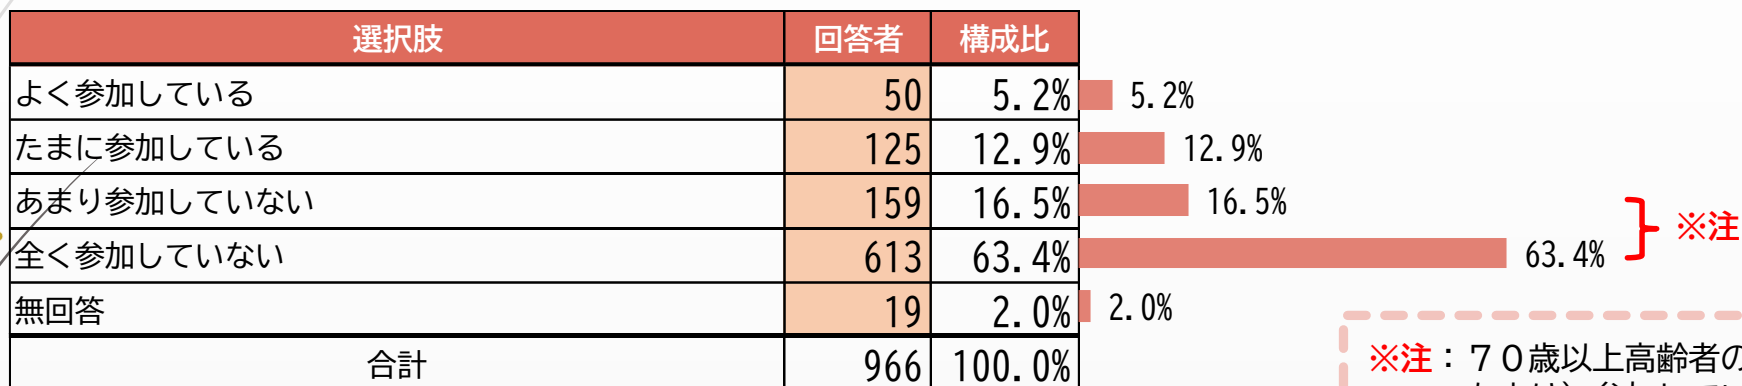 選択肢 回答者 構成比
よく参加している 50 5.2% 5.2%
たまに参加している 125 12.9% 12.9%
あまり参加していない 159 16.5% 16.5%
全く参加していない 613 63.4% 63.4%
※注
無回答 19 2.0% 2.0%
合計 966 100.0%
※注：７０歳以上高齢者の